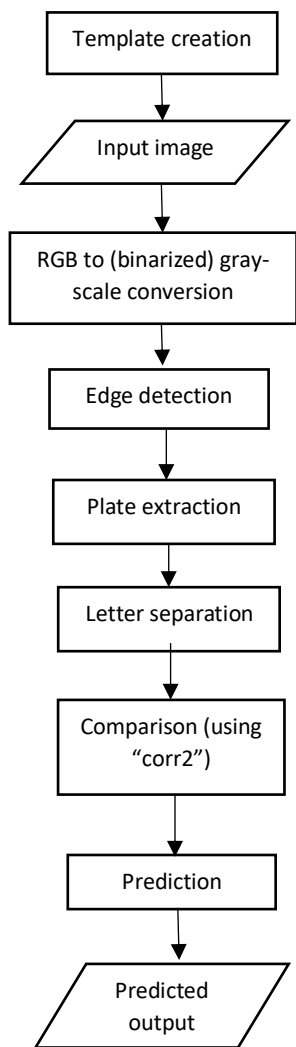 Template creation
Input image
RGB to (binarized) gray-
scale conversion
Edge detection
Plate extraction
Letter separation
Comparison (using
“corr2”)
Prediction
Predicted
output